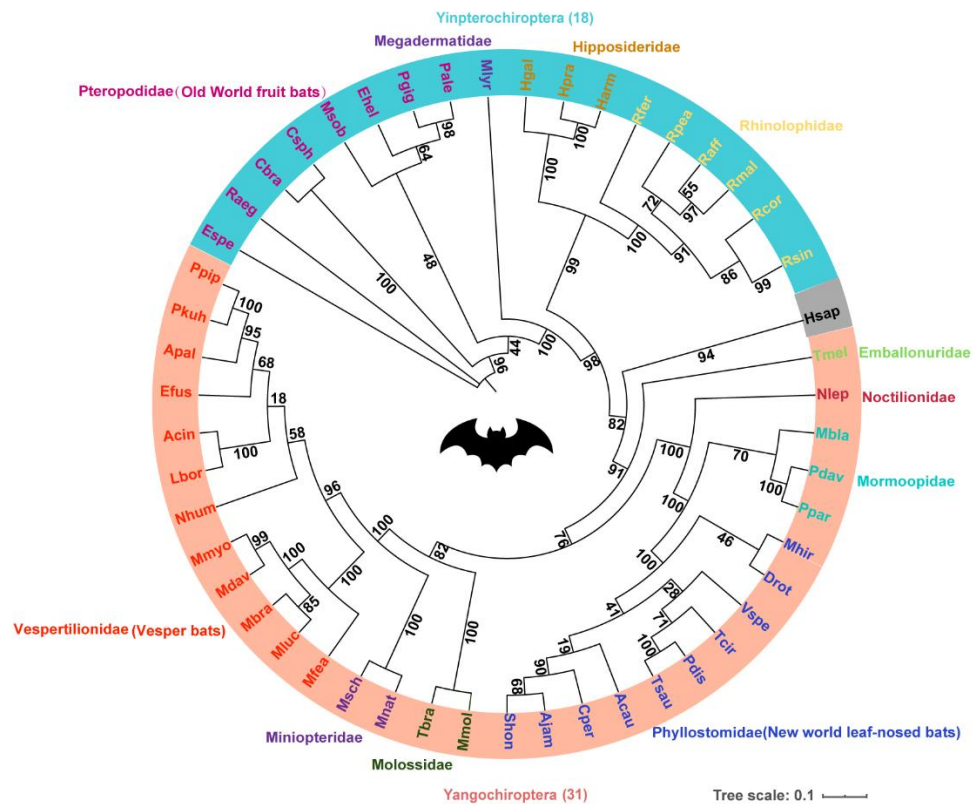 Yinpterochiroptera (18)
Megadermatidae
Hipposideridae
Pteropodidae(Old World fruit bats)
Rhinolophidae
Espe
Raeg
Cbra
Csph
Msob
Ehel
Pgig
Pale
Mlyr
Hgal
Hpra
Harm
Rfer
Rpea
Raff
Rmal
Rcor
Rsin
Hsap
Tmel
Emballonuridae
Nlep
Noctilionidae
Mbla
Pdav
Mormoopidae
Ppar
Mhir
Drot
Vspe
Tcir
Pdis
Tsau
Phyllostomidae(New world leaf-nosed bats)
Acau
Cper
Ajam
Shon
Mmol
Tbra
Molossidae
Mnat
Msch
Miniopteridae
Mfea
Mluc
Mbra
Vespertilionidae (Vesper bats)
Mdav
Mmyo
Nhum
Lbor
Acin
Efus
Apal
Pkuh
Ppip
98
64
48
100
96
44
100
100
100
99
100
55
97
72
91
86
99
98
94
82
91
100
76
70
100
100
100
46
28
71
100
41
19
90
68
100
95
68
18
100
58
96
100
82
99
100
85
100
100
100
Yangochiroptera (31)
Tree scale: 0.1